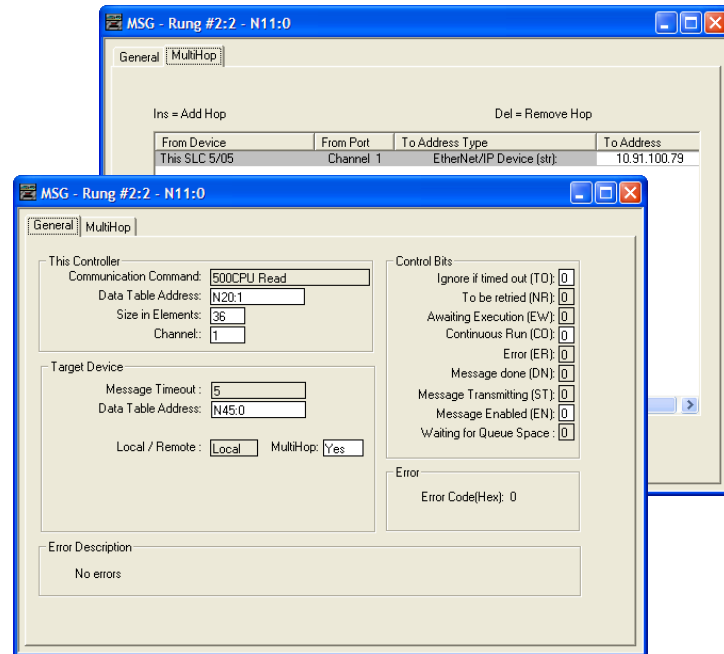 MSG - Rung #2:2 - N11:0
General MultiHop
Ins = Add Hop Del = Remove Hop
From Device From Port To Address Type To Address
This SLC 5/05 Channel 1 EtherNet/IP Device (str): 10.91.100.79
MSG - Rung #2:2 - N11:0
General MultiHop
This Controller
Communication Command: 500CPU Read
Data Table Address: N20:1
Size in Elements: 36
Channel:: 1
Target Device
Message Timeout : 5
Data Table Address: N45:0
Local / Remote : Local MultiHop: Yes
Control Bits
Ignore if timed out (TO): 0
To be retried (NR): 0
Awaiting Execution (EW): 0
Continuous Run (CO): 0
Error (ER): 0
Message done (DN): 0
Message Transmitting (ST): 0
Message Enabled (EN): 0
Waiting for Queue Space : 0
Error
Error Code(Hex): 0
Error Description
No errors